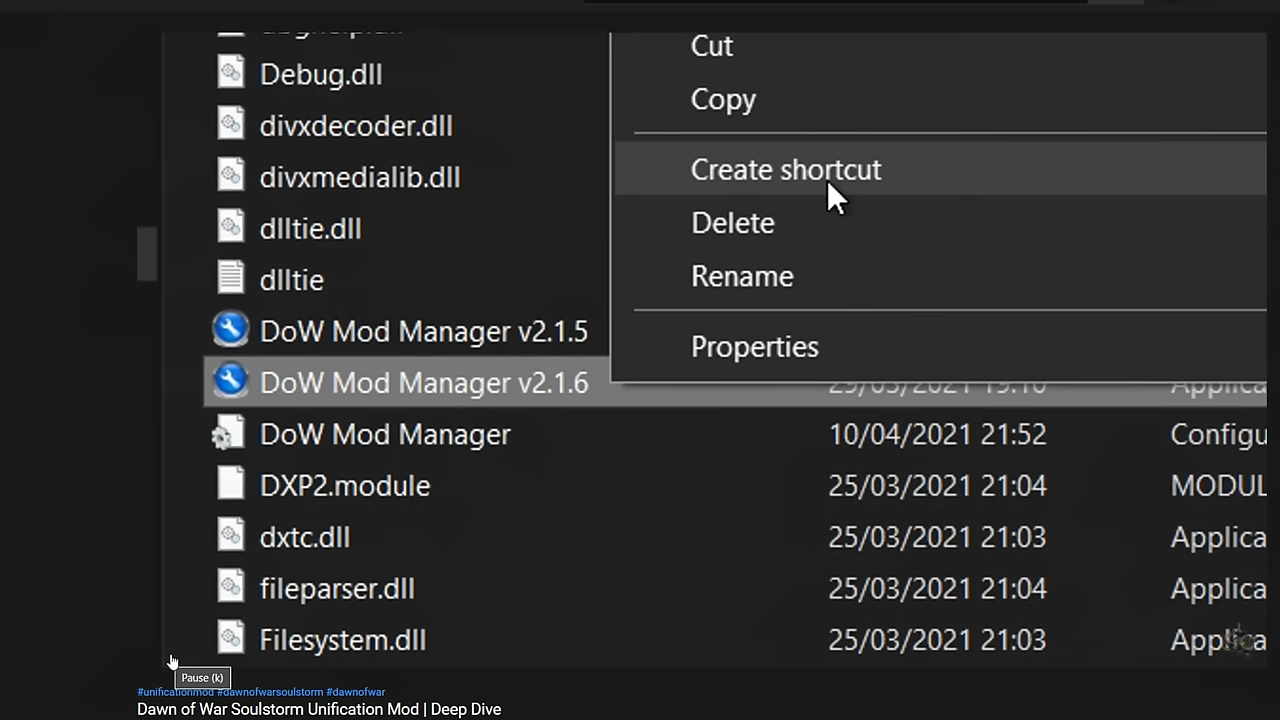 Cut
Debug.dll
Copy
divxdecoder.dll
Create shortcut
divxmedialib.dll
Delete
dlltie.dll
Rename
dlltie
DoW Mod Manager v2.1.5
Properties
DoW Mod Manager v2.1.6
DoW Mod Manager 10/04/2021 21:52 Configu
DXP2.module 25/03/2021 21:04 MODUL
dxtc.dll 25/03/2021 21:03 Applica
fileparser.dll 25/03/2021 21:04 Applica
Filesystem.dll 25/03/2021 21:03 Applica
Pause (k)
#unificationmod #dawnofwarsoulstorm #dawnofwar
Dawn of War Soulstorm Unification Mod | Deep Dive